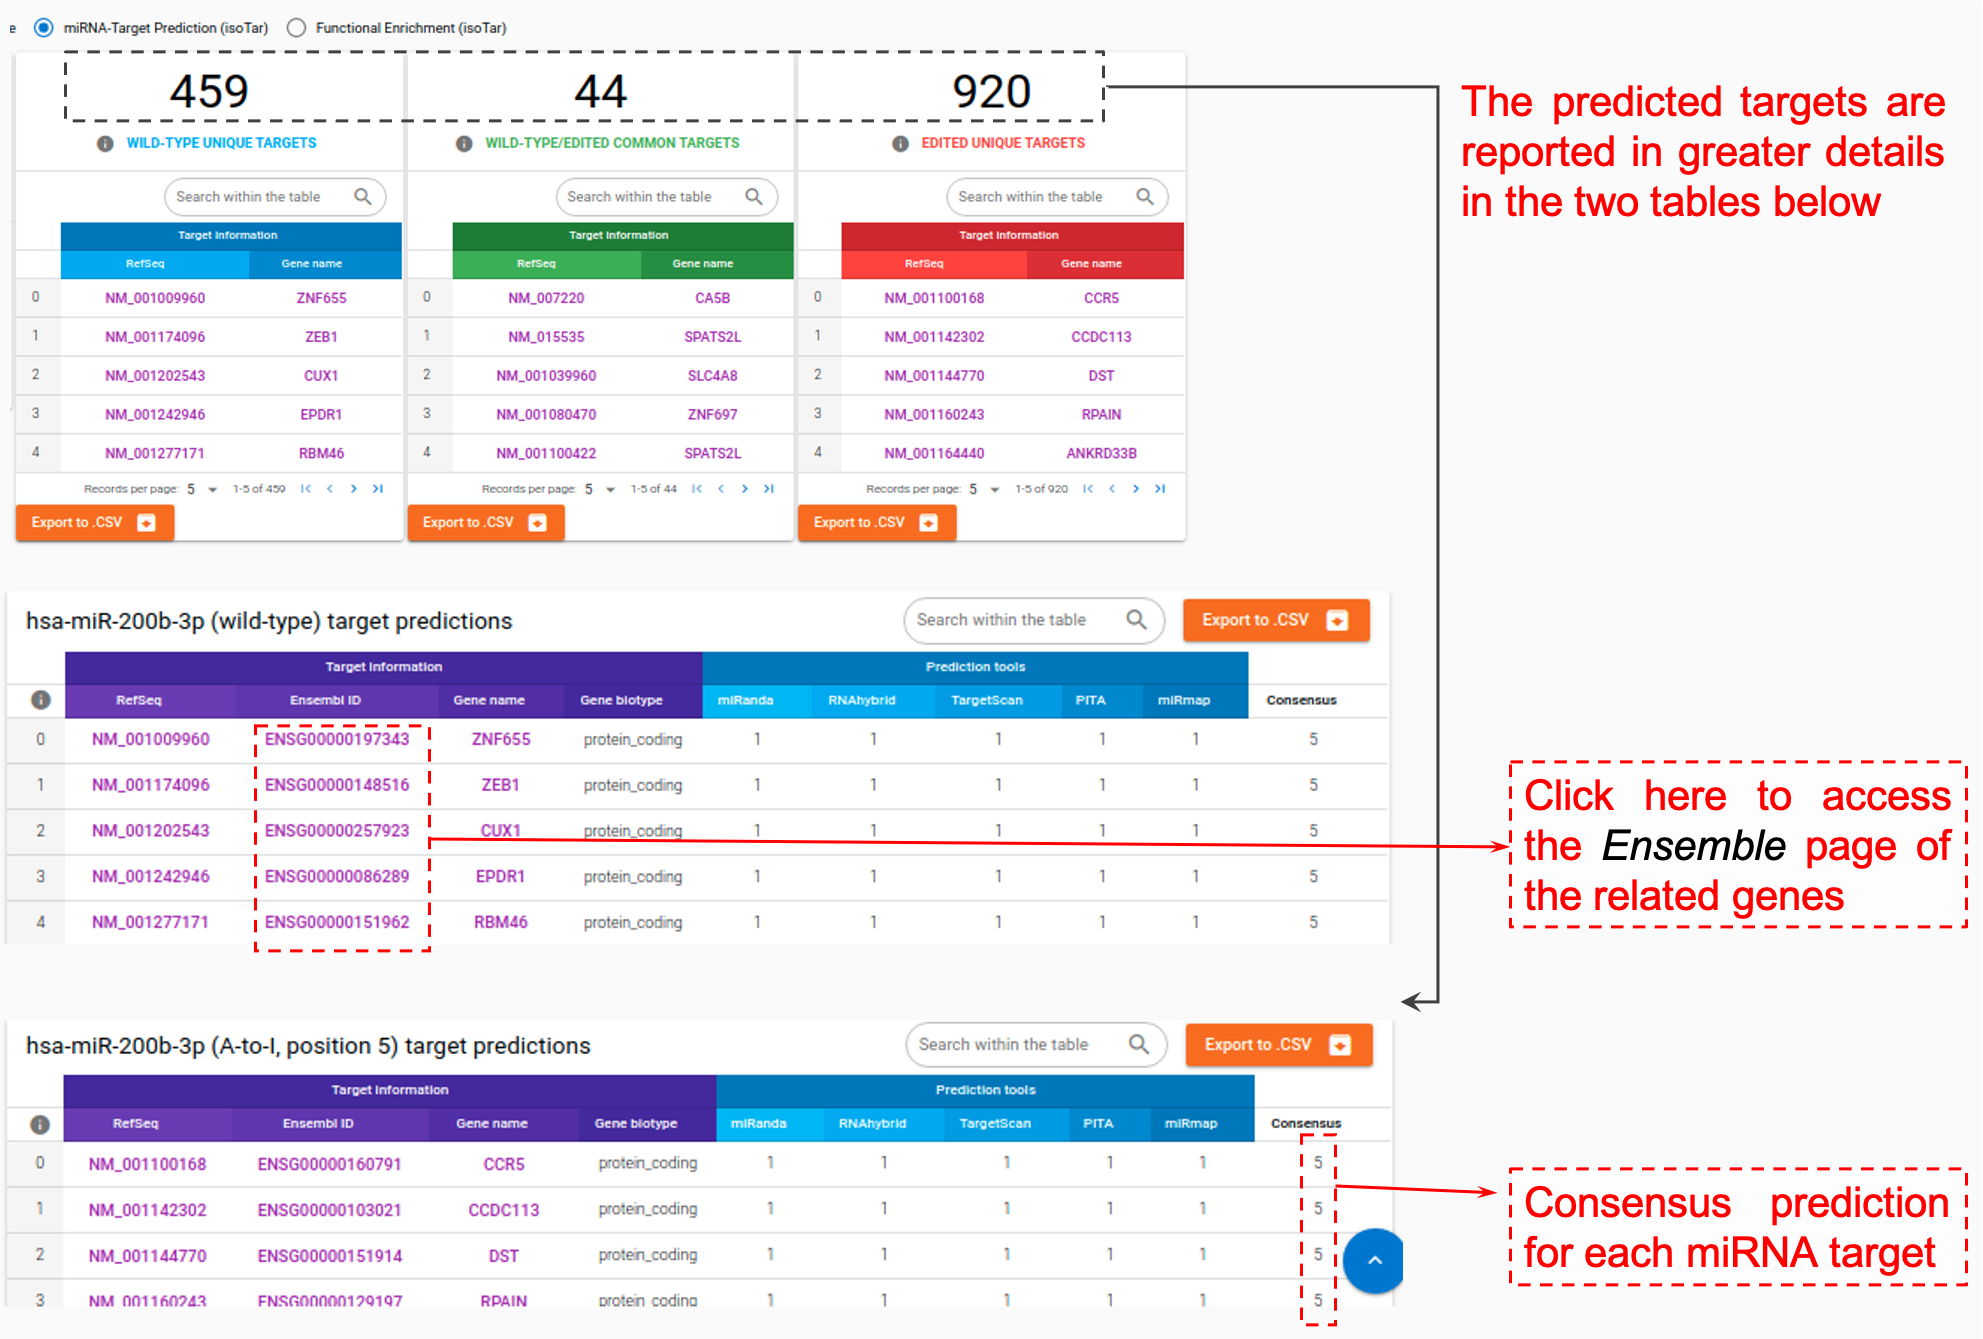 e miRNA-Target Prediction (isoTar) Functional Enrichment (isoTar)
459 44 920
WILD-TYPE UNIQUE TARGETS WILD-TYPE/EDITED COMMON TARGETS EDITED UNIQUE TARGETS
The predicted targets are
reported in greater details
in the two tables below
Search within the table Search within the table Search within the table
Target Information Target Information Target Information
RefSeq Gene name RefSeq Gene name RefSeq Gene name
0 NM_001009960 ZNF655 0 NM_007220 CA5B 0 NM_001100168 CCR5
1 NM_001174096 ZEB1 1 NM_015535 SPATS2L 1 NM_001142302 CCDC113
2 NM_001202543 CUX1 2 NM_001039960 SLC4A8 2 NM_001144770 DST
3 NM_001242946 EPDR1 3 NM_001080470 ZNF697 3 NM_001160243 RPAIN
4 NM_001277171 RBM46 4 NM_001100422 SPATS2L 4 NM_001164440 ANKRD33B
Records per page: 5 1-5 of 459 Records per page: 5 1-5 of 44 Records per page: 5 1-5 of 920
Export to .CSV Export to .CSV Export to .CSV
hsa-miR-200b-3p (wild-type) target predictions Search within the table Export to .CSV
Target Information Prediction tools
RefSeq Ensembl ID Gene name Gene biotype miRanda RNAhybrid TargetScan PITA miRmap Consensus
0 NM_001009960 ENSG00000197343 ZNF655 protein_coding 1 1 1 1 1 5
1 NM_001174096 ENSG00000148516 ZEB1 protein_coding 1 1 1 1 1 5
2 NM_001202543 ENSG00000257923 CUX1 protein_coding 1 1 1 1 1 5
3 NM_001242946 ENSG00000086289 EPDR1 protein_coding 1 1 1 1 1 5
4 NM_001277171 ENSG00000151962 RBM46 protein_coding 1 1 1 1 1 5
Click here to access
the Ensemble page of
the related genes
hsa-miR-200b-3p (A-to-I, position 5) target predictions Search within the table Export to .CSV
Target Information Prediction tools
RefSeq Ensembl ID Gene name Gene biotype miRanda RNAhybrid TargetScan PITA miRmap Consensus
0 NM_001100168 ENSG00000160791 CCR5 protein_coding 1 1 1 1 1 5
1 NM_001142302 ENSG00000103021 CCDC113 protein_coding 1 1 1 1 1 5
2 NM_001144770 ENSG00000151914 DST protein_coding 1 1 1 1 1 5
3 NM_001160243 ENSG00000129197 RPAIN protein_coding 1 1 1 1 1 5
Consensus prediction
for each miRNA target